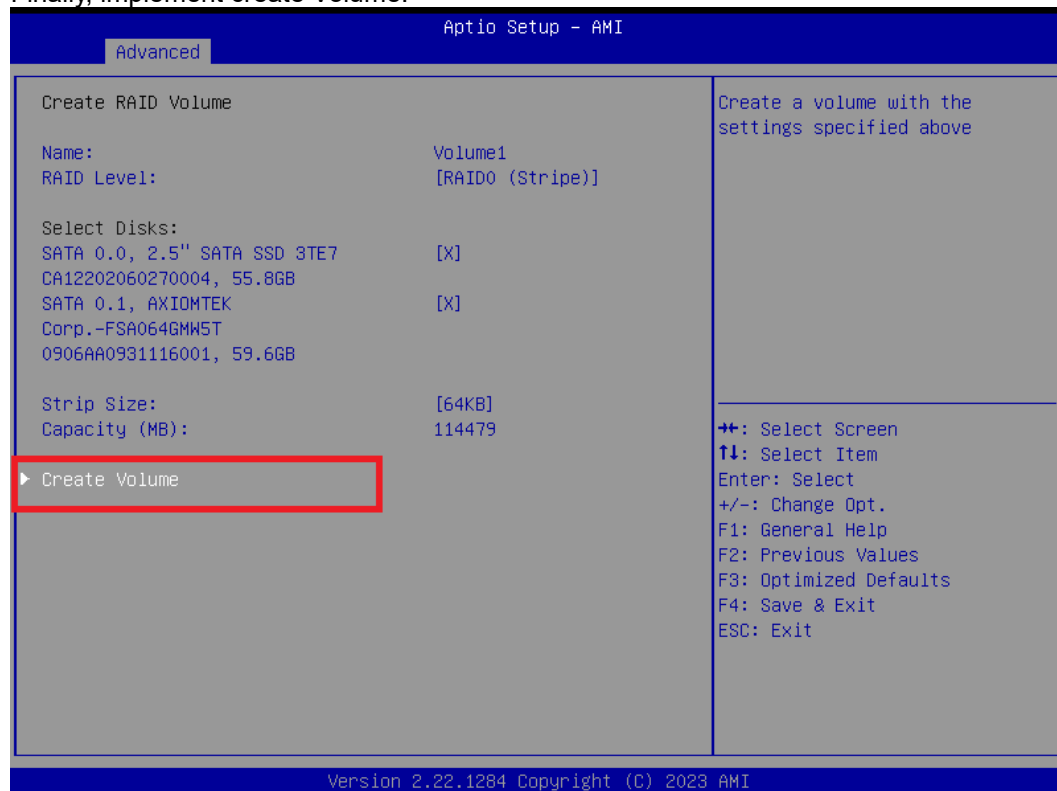 Finally, implement create Volume.
Aptio Setup - AMI
Advanced
Create RAID Volume
Name: Volume1
RAID Level: [RAID0 (Stripe)]
Select Disks:
SATA 0.0, 2.5" SATA SSD 3TE7 [X]
CA12202060270004, 55.8GB
SATA 0.1, AXIOMTEK [X]
Corp.-FSA064GMW5T
0906AA0931116001, 59.6GB
Strip Size: [64KB]
Capacity (MB): 114479
Create Volume
Create a volume with the
settings specified above
→←: Select Screen
↑↓: Select Item
Enter: Select
+/-: Change Opt.
F1: General Help
F2: Previous Values
F3: Optimized Defaults
F4: Save & Exit
ESC: Exit
Version 2.22.1284 Copyright (C) 2023 AMI